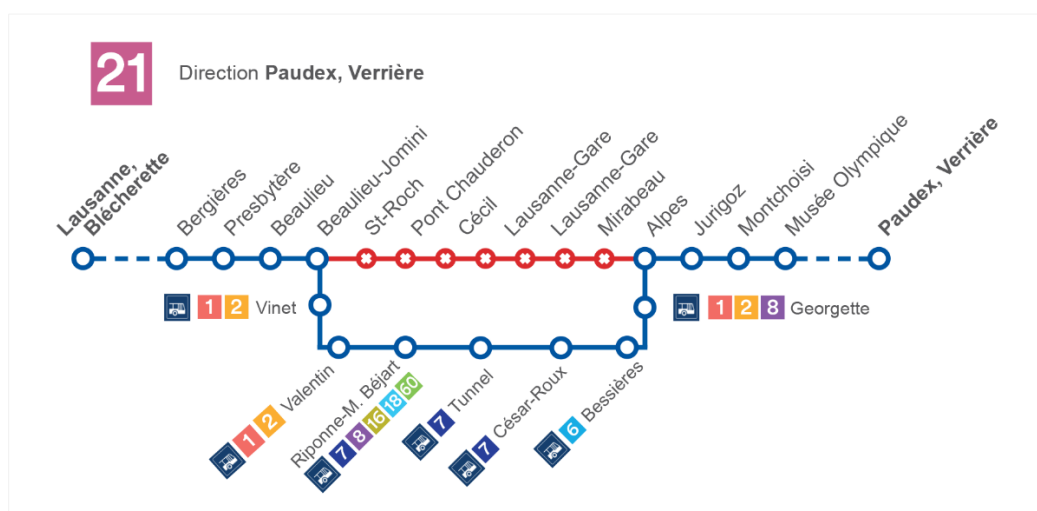 21
Direction Paudex, Verrière
Lausanne,
Blécherette
Bergières
Presbytère
Beaulieu
Beaulieu-Jomini
St-Roch
Pont Chauderon
Cécil
Lausanne-Gare
Lausanne-Gare
Mirabeau
Alpes
Jurigoz
Montchoisi
Musée Olympique
Paudex, Verrière
1 2 Vinet
1 2 8 Georgette
1 2 Valentin
Riponne-M. Béjart
7 8 16 18 60
7 Tunnel
7 César-Roux
6 Bessières